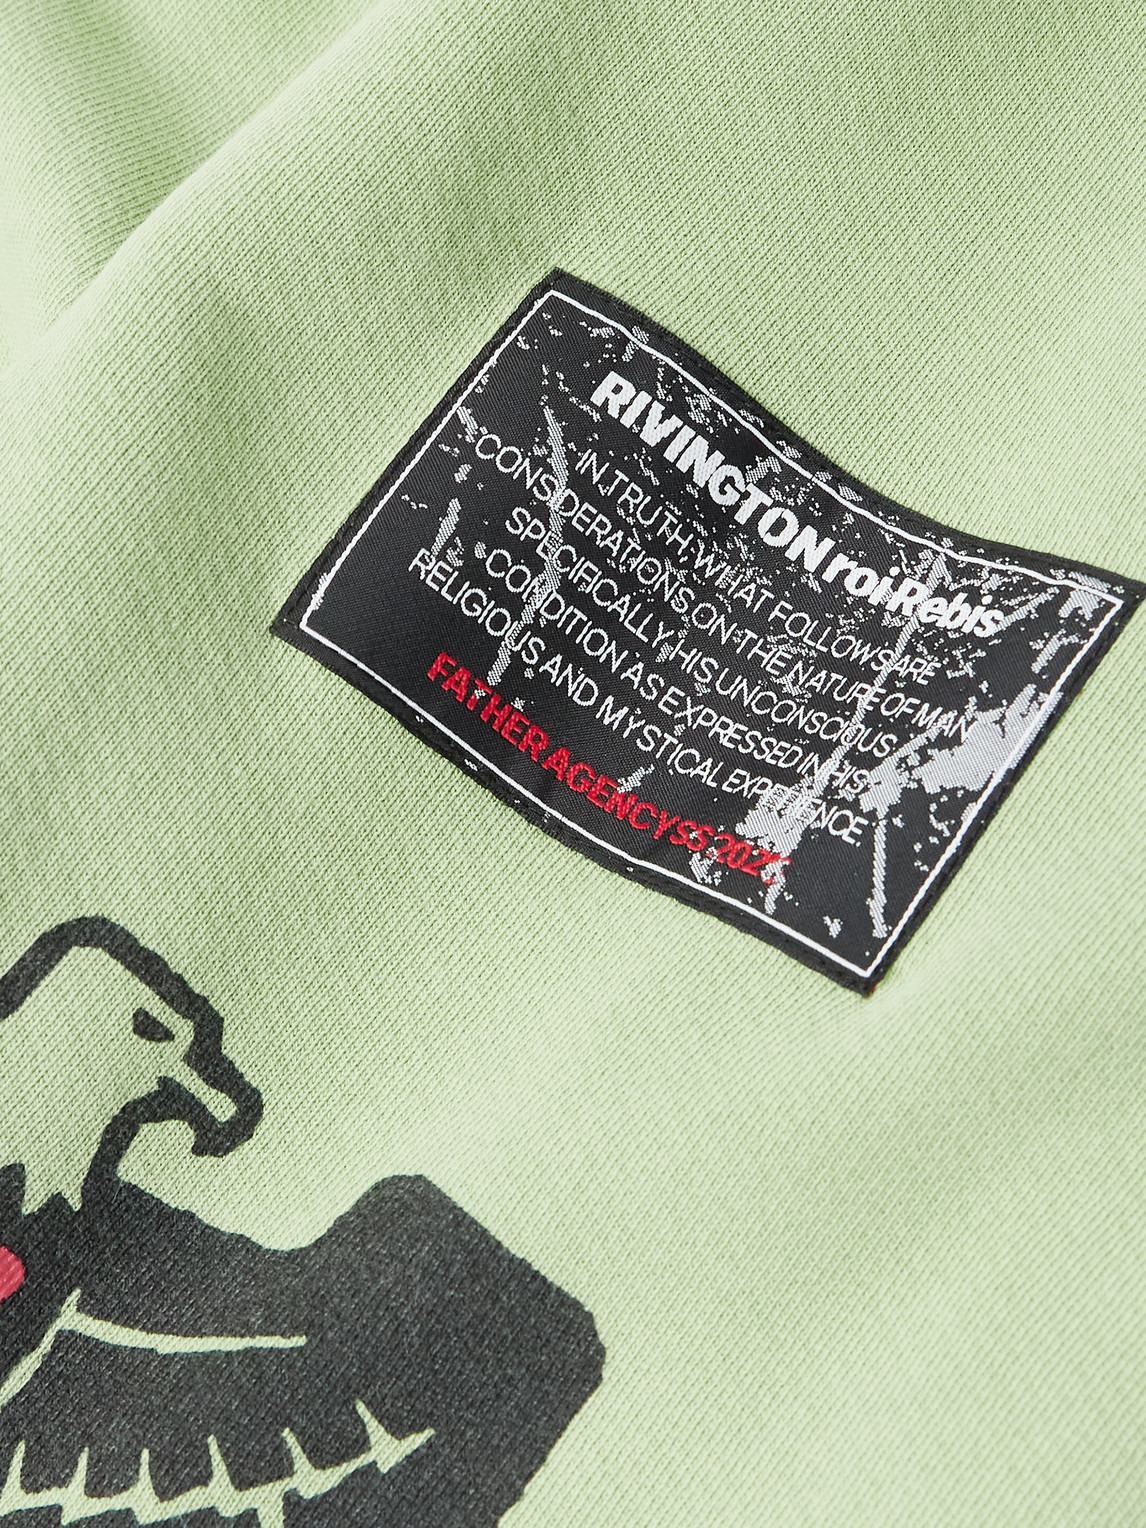 RIVINGTON roi Rebis
IN TRUTH, WHAT FOLLOWS ARE
CONSIDERATIONS ON THE NATURE OF MAN
SPECIFICALLY, HIS UNCONSCIOUS
CONDITION AS EXPRESSED IN HIS
RELIGIOUS AND MYSTICAL EXPERIENCE.
FATHER AGENCY SS